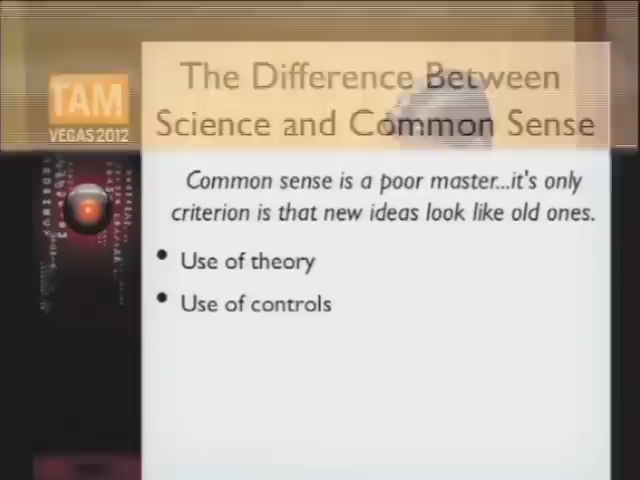 The Difference Between
Science and Common Sense
TAM
VEGAS 2012
Common sense is a poor master...it's only
criterion is that new ideas look like old ones.
• Use of theory
• Use of controls